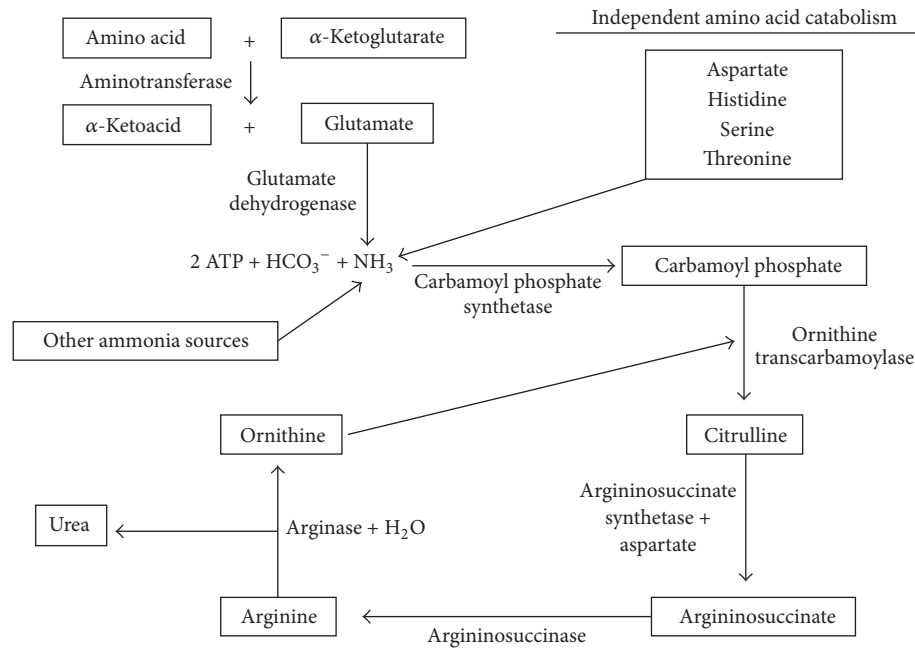 Independent amino acid catabolism
Amino acid + α-Ketoglutarate
Aminotransferase
α-Ketoacid + Glutamate
Aspartate
Histidine
Serine
Threonine
Glutamate
dehydrogenase
2 ATP + HCO₃⁻ + NH₃
Carbamoyl phosphate
synthetase
Carbamoyl phosphate
Other ammonia sources
Ornithine
transcarbamoylase
Ornithine
Citrulline
Argininosuccinate
synthetase +
aspartate
Urea
Arginase + H₂O
Arginine
Argininosuccinase
Argininosuccinate